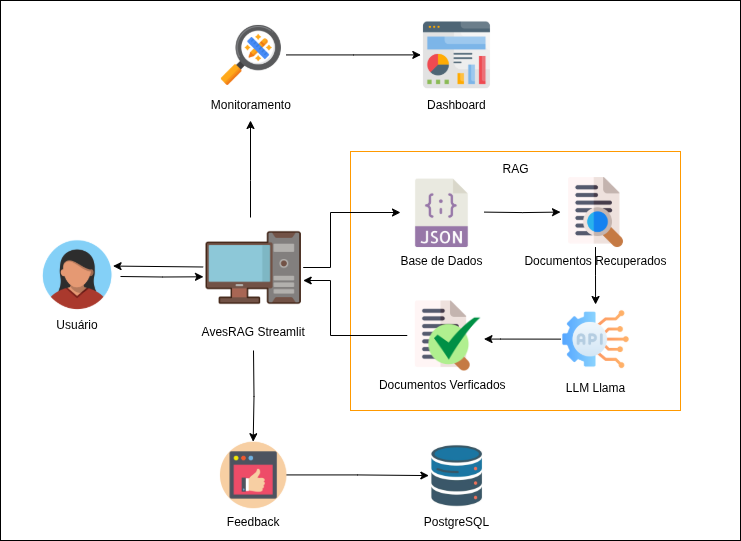 Monitoramento
Dashboard
RAG
JSON
Base de Dados
Documentos Recuperados
Usuário
AvesRAG Streamlit
API
Documentos Verficados
LLM Llama
Feedback
PostgreSQL